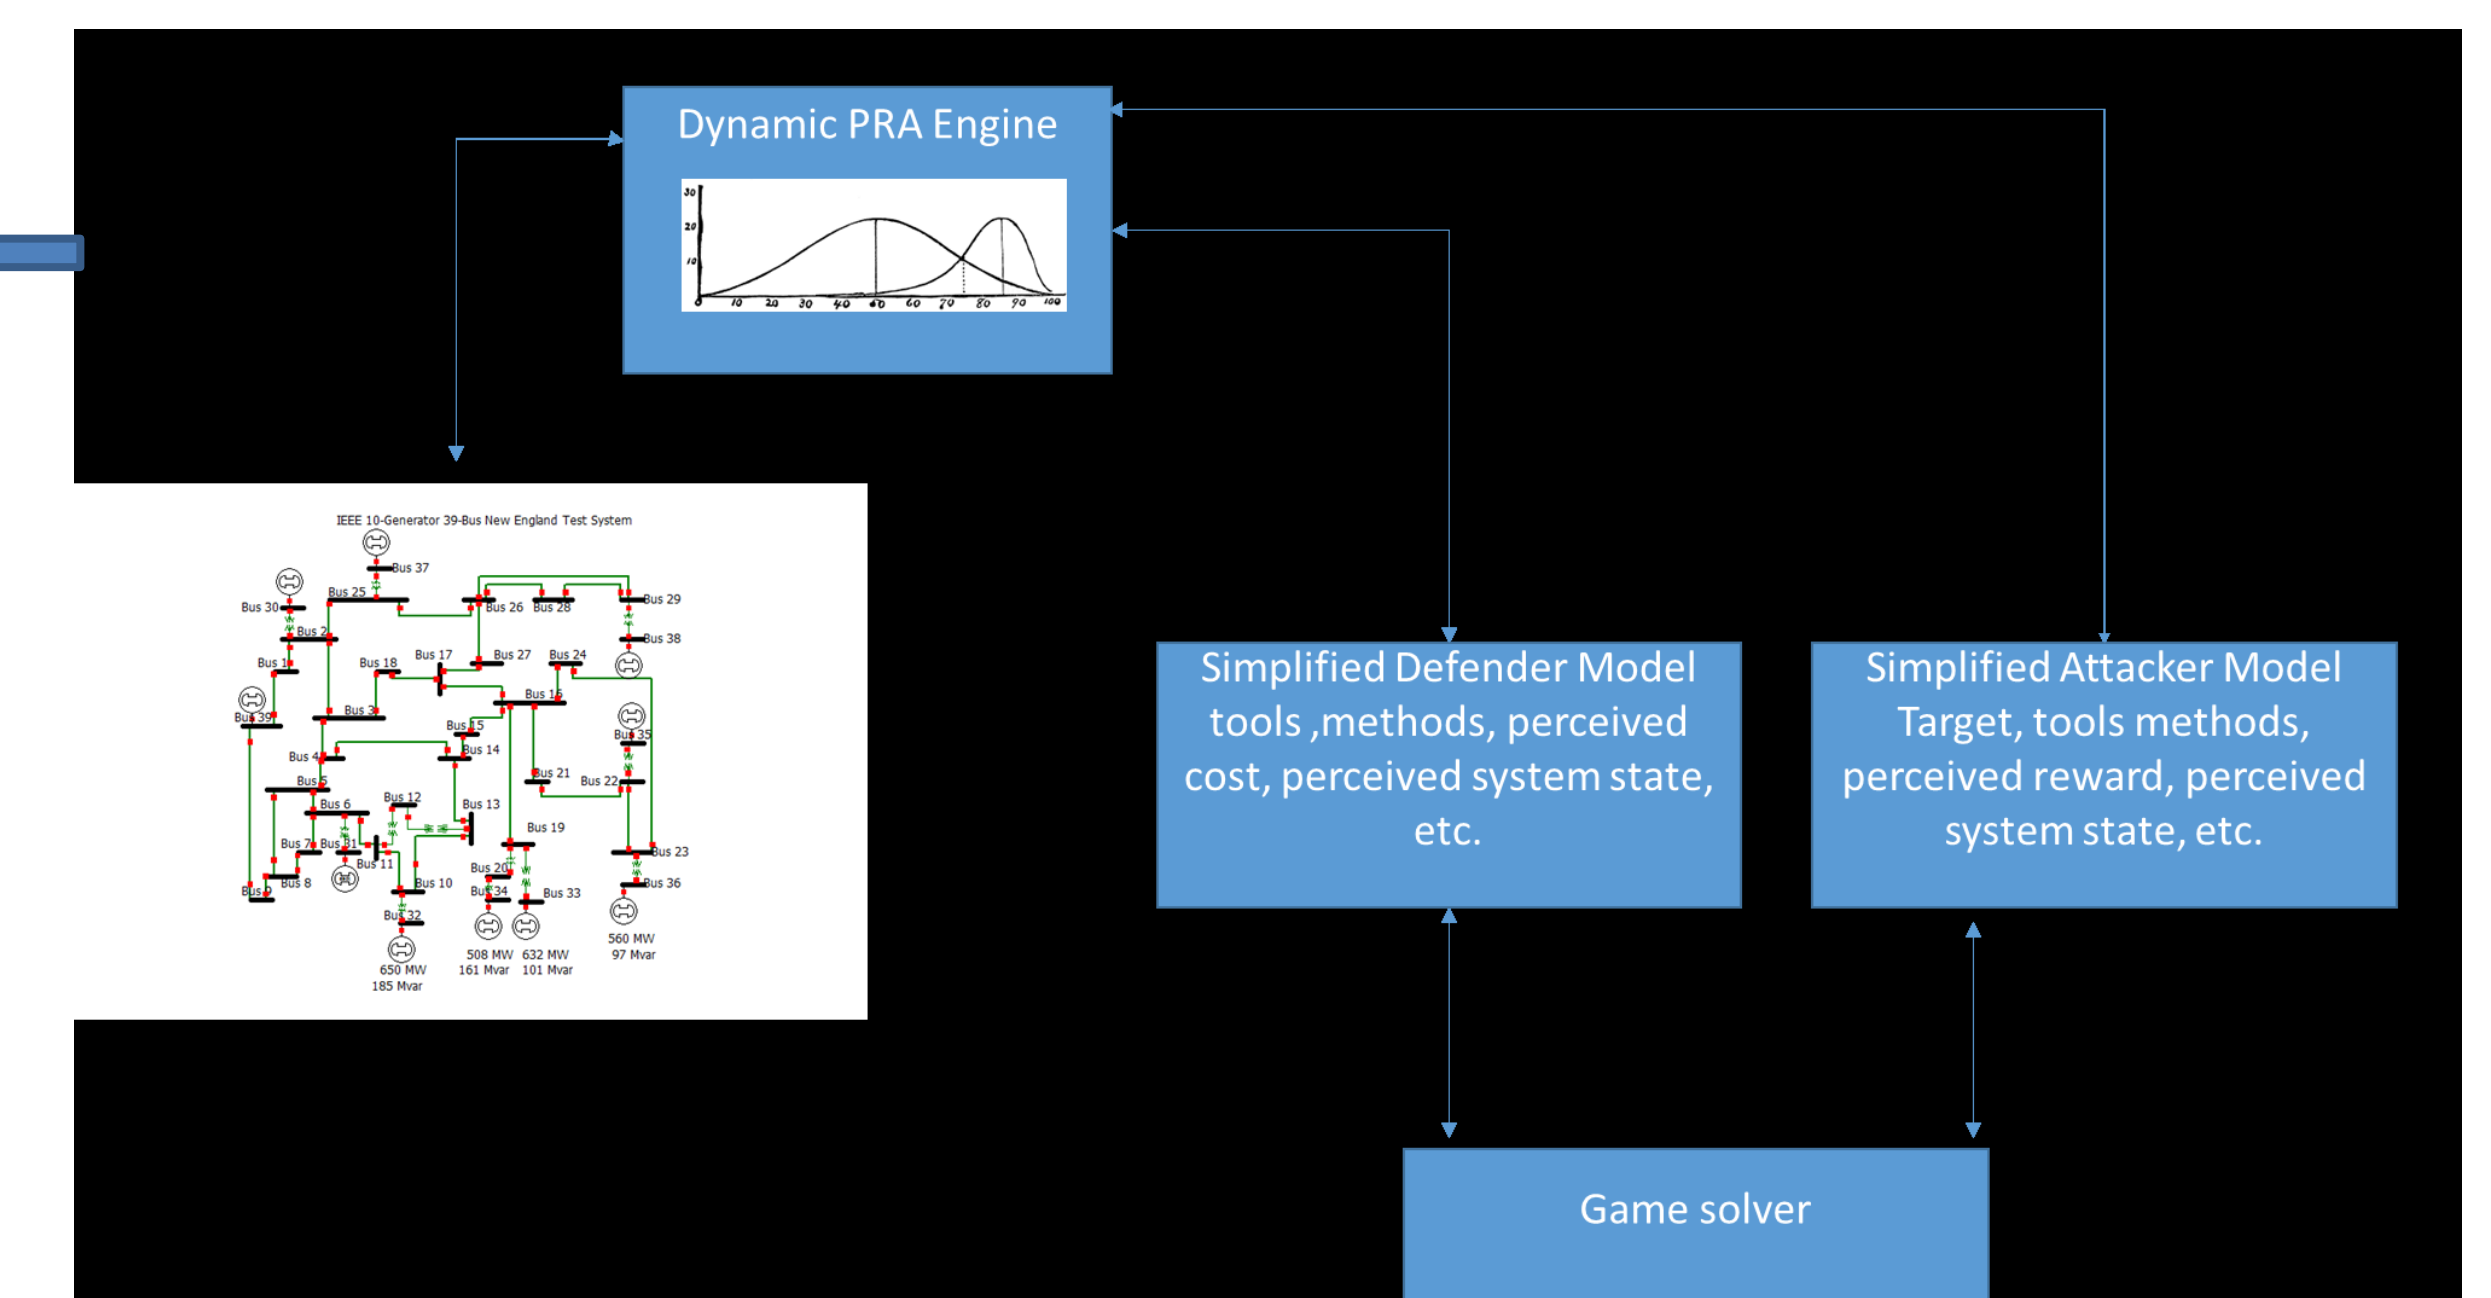 Dynamic PRA Engine
30
20
10
0 10 20 30 40 50 60 70 80 90 100
IEEE 10-Generator 39-Bus New England Test System
Bus 37
Bus 25
Bus 30
Bus 26
Bus 28
Bus 29
Bus 2
Bus 38
Bus 1
Bus 18
Bus 17
Bus 27
Bus 24
Bus 39
Bus 3
Bus 16
Bus 15
Bus 35
Bus 4
Bus 14
Bus 5
Bus 21
Bus 22
Bus 6
Bus 12
Bus 13
Bus 19
Bus 7
Bus 31
Bus 11
Bus 23
Bus 20
Bus 9
Bus 8
Bus 10
Bus 34
Bus 33
Bus 36
Bus 32
560 MW
97 Mvar
508 MW
161 Mvar
632 MW
101 Mvar
650 MW
185 Mvar
Simplified Defender Model
tools ,methods, perceived
cost, perceived system state,
etc.
Simplified Attacker Model
Target, tools methods,
perceived reward, perceived
system state, etc.
Game solver